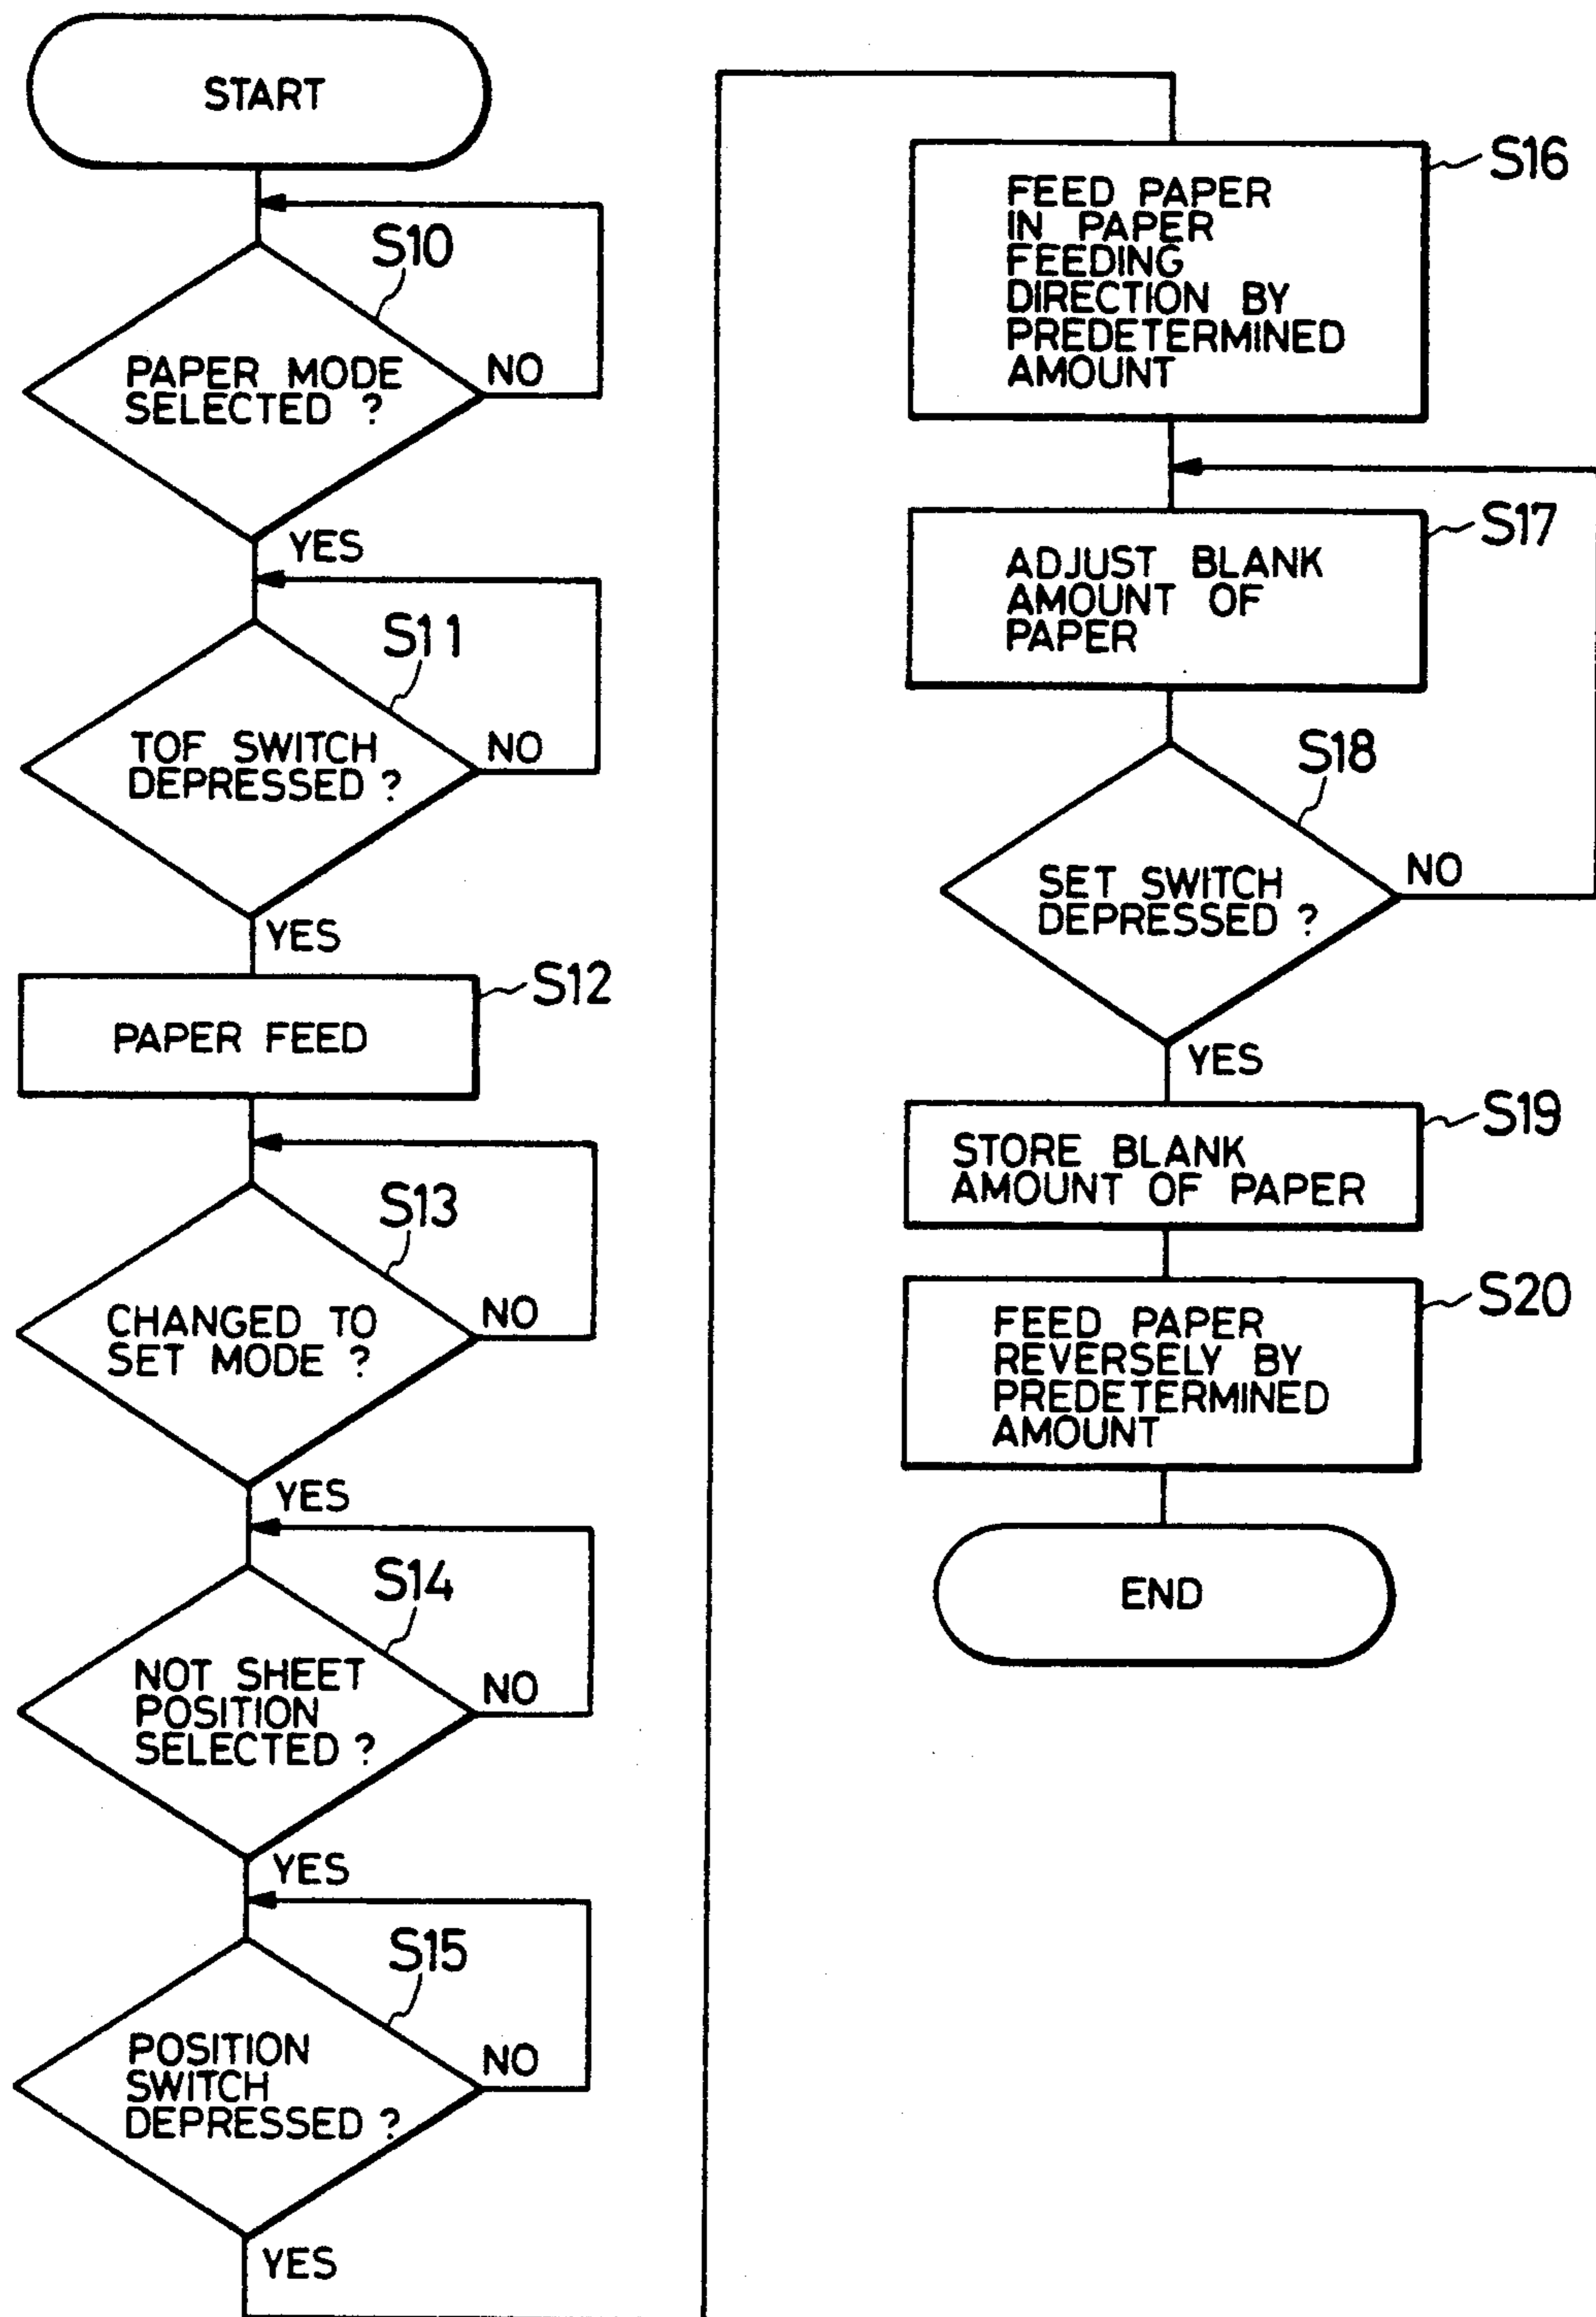 START
S10
PAPER MODE
SELECTED ?
NO
YES
S11
TOF SWITCH
DEPRESSED ?
NO
YES
S12
PAPER FEED
S13
CHANGED TO
SET MODE ?
NO
YES
S14
NOT SHEET
POSITION
SELECTED ?
NO
YES
S15
POSITION
SWITCH
DEPRESSED ?
NO
YES
S16
FEED PAPER
IN PAPER
FEEDING
DIRECTION BY
PREDETERMINED
AMOUNT
S17
ADJUST BLANK
AMOUNT OF
PAPER
S18
SET SWITCH
DEPRESSED ?
NO
YES
S19
STORE BLANK
AMOUNT OF PAPER
S20
FEED PAPER
REVERSELY BY
PREDETERMINED
AMOUNT
END